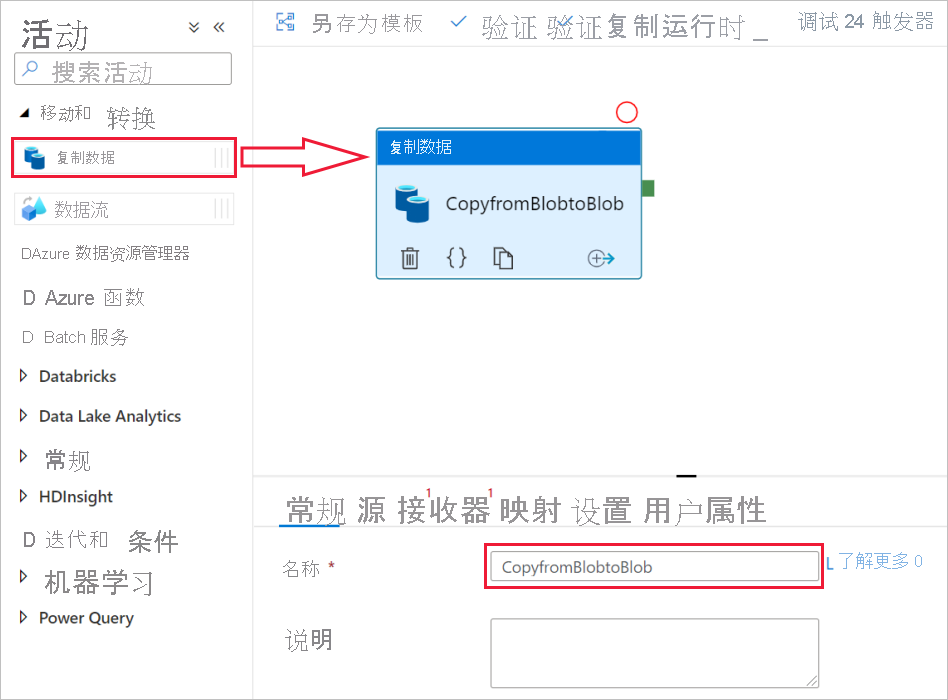 活动
搜索活动
移动和 转换
复制数据
数据流
DAzure 数据资源管理器
D Azure 函数
D Batch 服务
Databricks
Data Lake Analytics
常规
HDInsight
D 迭代和 条件
机器学习
Power Query
另存为模板 验证 验证复制运行时 _ 调试 24 触发器
复制数据
CopyfromBlobtoBlob
常规 源 接收器 映射 设置 用户属性
1 1
名称 * CopyfromBlobtoBlob L了解更多 0
说明